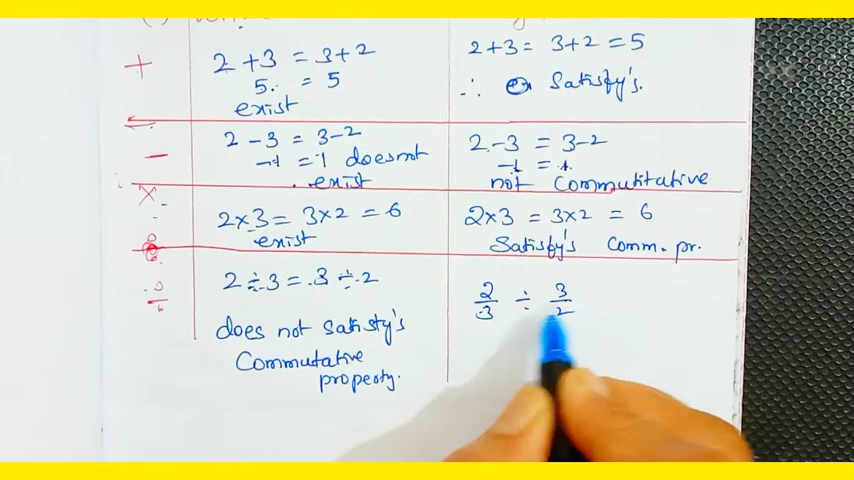 +
2 + 3 = 3 + 2
5. = 5
exist
2 + 3 = 3 + 2 = 5
∴ Satisfy's.
−
2 - 3 = 3 - 2
-1 = 1 doesnot
exist
2 - 3 = 3 - 2
-1 = 1
not Commutitative
×
2 × 3 = 3 × 2 = 6
exist
2 × 3 = 3 × 2 = 6
Satisfy's Comm. pr.
÷
2 ÷ 3 = 3 ÷ 2
does not Satisty's
Commutative
property.
2/3 ÷ 3/2